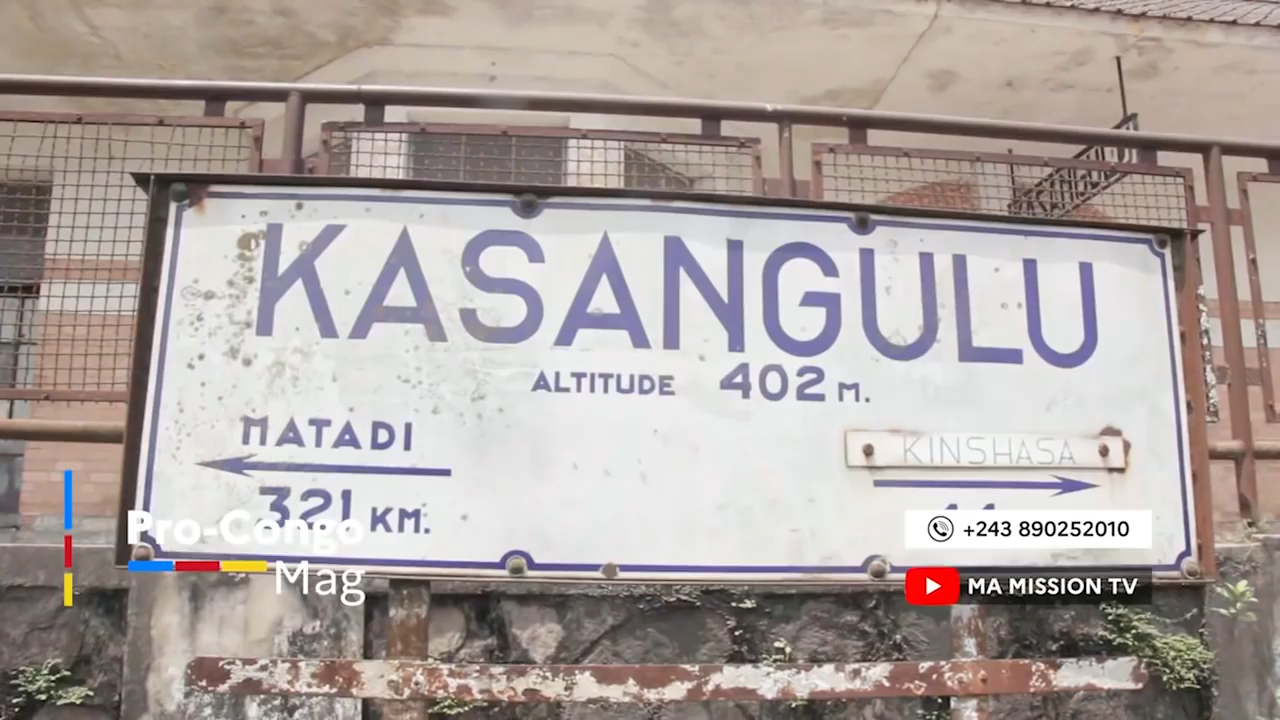 KASANGULU
ALTITUDE 402 M.
MATADI
321 KM.
KINSHASA
Pro-Congo
Mag
+243 890252010
MA MISSION TV